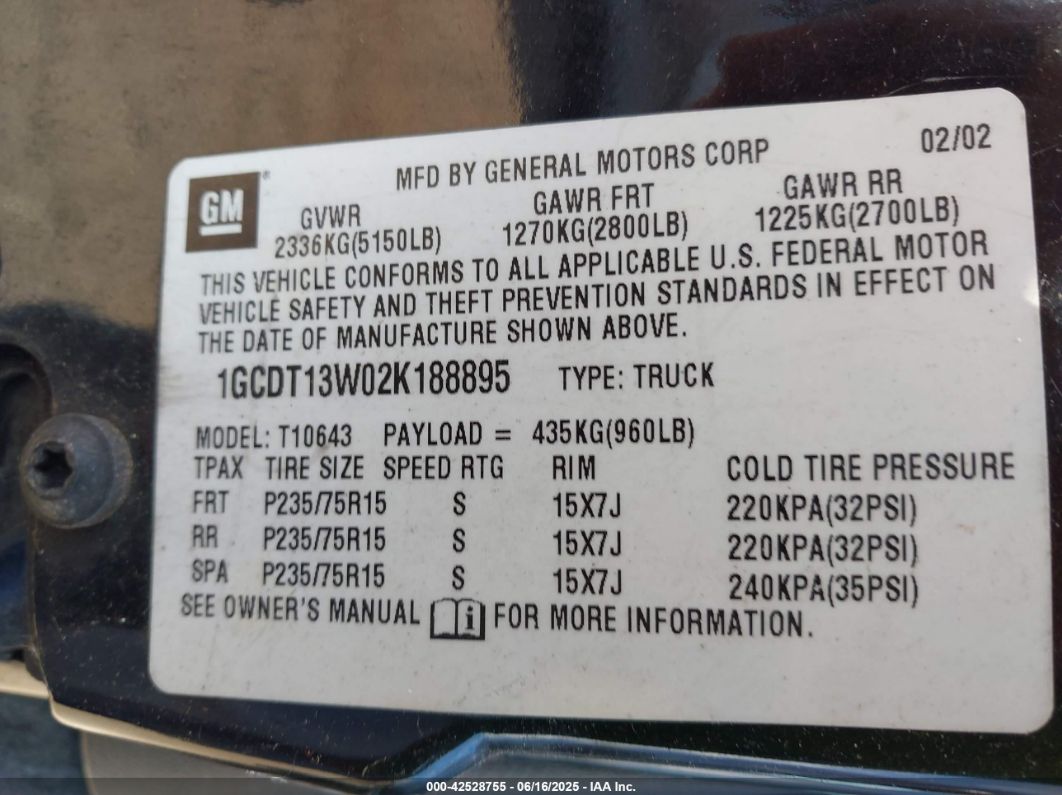 02/02
MFD BY GENERAL MOTORS CORP
GM
GVWR GAWR FRT GAWR RR
2336KG(5150LB) 1270KG(2800LB) 1225KG(2700LB)
THIS VEHICLE CONFORMS TO ALL APPLICABLE U.S. FEDERAL MOTOR
VEHICLE SAFETY AND THEFT PREVENTION STANDARDS IN EFFECT ON
THE DATE OF MANUFACTURE SHOWN ABOVE.
1GCDT13W02K188895 TYPE: TRUCK
MODEL: T10643 PAYLOAD = 435KG(960LB)
TPAX TIRE SIZE SPEED RTG RIM COLD TIRE PRESSURE
FRT P235/75R15 S 15X7J 220KPA(32PSI)
RR P235/75R15 S 15X7J 220KPA(32PSI)
SPA P235/75R15 S 15X7J 240KPA(35PSI)
SEE OWNER'S MANUAL i FOR MORE INFORMATION.
000-42528755 - 06/16/2025 - IAA Inc.